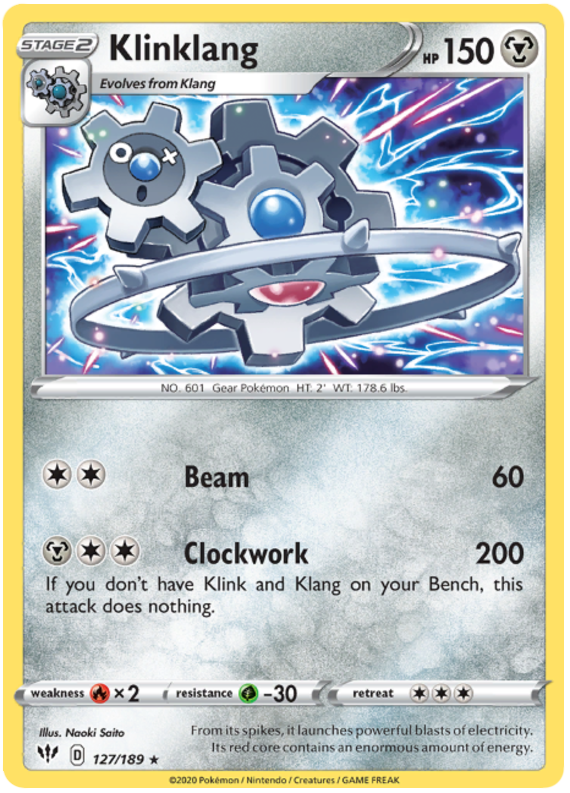 STAGE 2 Klinklang HP 150
Evolves from Klang
NO. 601 Gear Pokémon HT: 2' WT: 178.6 lbs.
Beam 60
Clockwork 200
If you don't have Klink and Klang on your Bench, this
attack does nothing.
weakness ×2 resistance -30 retreat
Illus. Naoki Saito
From its spikes, it launches powerful blasts of electricity.
Its red core contains an enormous amount of energy.
D 127/189 ★
©2020 Pokémon / Nintendo / Creatures / GAME FREAK